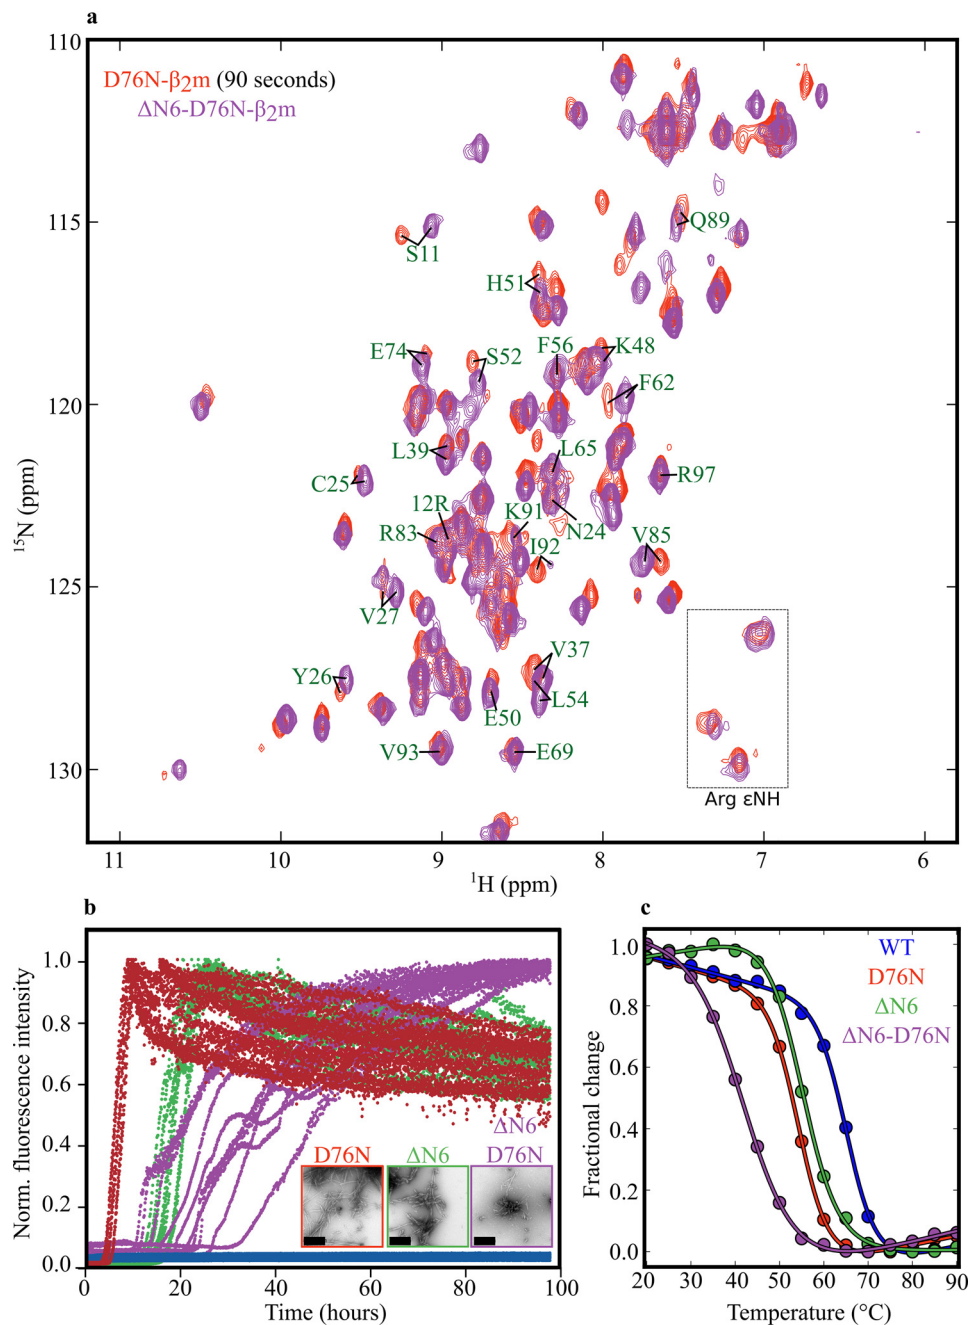 a
110
D76N-β2m (90 seconds)
ΔN6-D76N-β2m
115
Q89
S11
H51
E74
S52
F56
K48
F62
120
L39
L65
C25
R97
12R
K91
N24
R83
I92
V85
125
V27
V37
Y26
L54
E50
V93
E69
130
Arg εNH
15N (ppm)
11
10
9
8
7
6
1H (ppm)
b
1.0
0.8
0.6
0.4
0.2
0.0
Norm. fluorescence intensity
ΔN6
D76N
ΔN6
D76N
0
20
40
60
80
100
Time (hours)
c
1.0
0.8
0.6
0.4
0.2
0.0
Fractional change
WT
D76N
ΔN6
ΔN6-D76N
20
30
40
50
60
70
80
90
Temperature (°C)